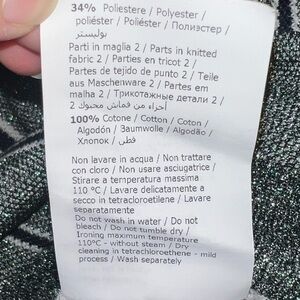 34% Poliestere / Polyester /
poliéster / Poliéster / Полиэстер /
بوليستر
Parti in maglia 2 / Parts in knitted
fabric 2 / Parties en tricot 2 /
Partes de tejido de punto 2 / Teile
aus Maschenware 2 / Partes em
malha 2 / Трикотажные детали 2 /
أجزاء من قماش محبوك 2
100% Cotone / Cotton / Coton /
Algodón / Baumwolle / Algodão /
Хлопок / قطن
Non lavare in acqua / Non trattare
con cloro / Non usare asciugatrice /
Stirare a temperatura massima
110 °C / Lavare delicatamente a
secco in tetracloroetilene / Lavare
separatamente
Do not wash in water / Do not
bleach / Do not tumble dry /
Ironing maximum temperature
110°C - without steam / Dry
cleaning in tetrachloroethene - mild
process / Wash separately